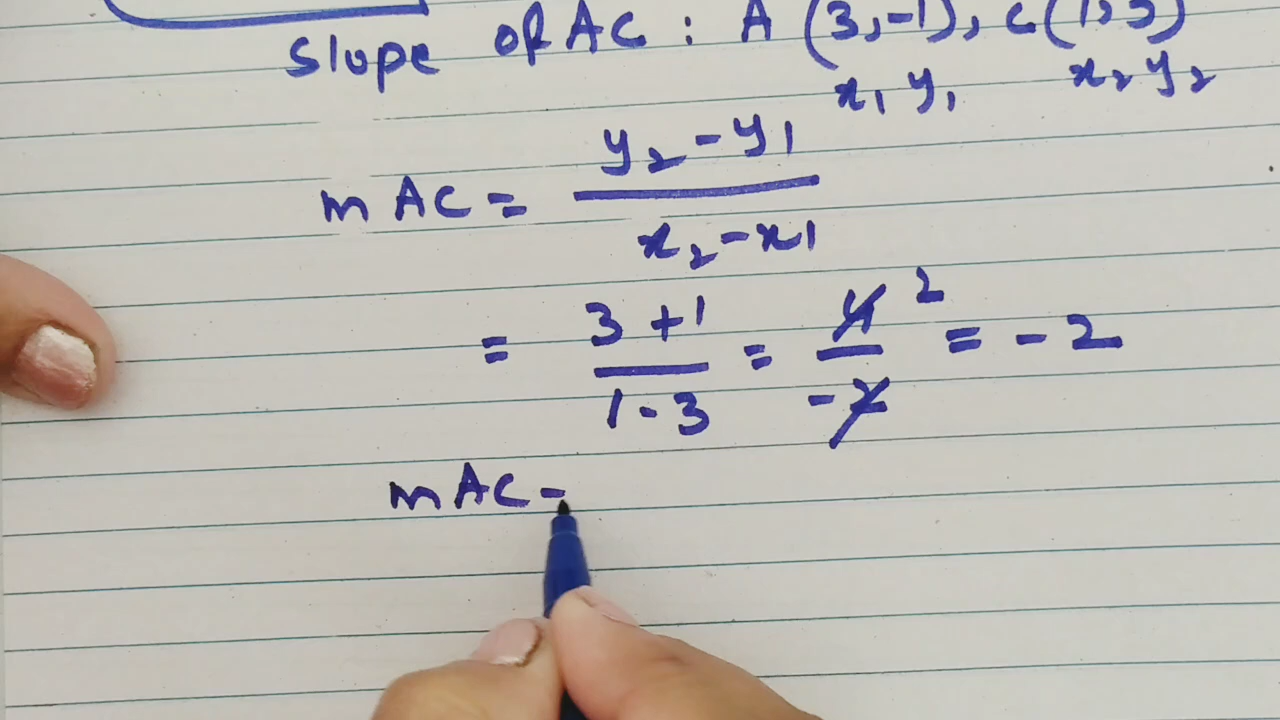 Slope of AC : A (3,-1), C(1,3)
x1 y1 x2 y2
mAC = y2-y1 / x2-x1
= 3+1 / 1-3 = 4 / -2 2 = -2
mAC -